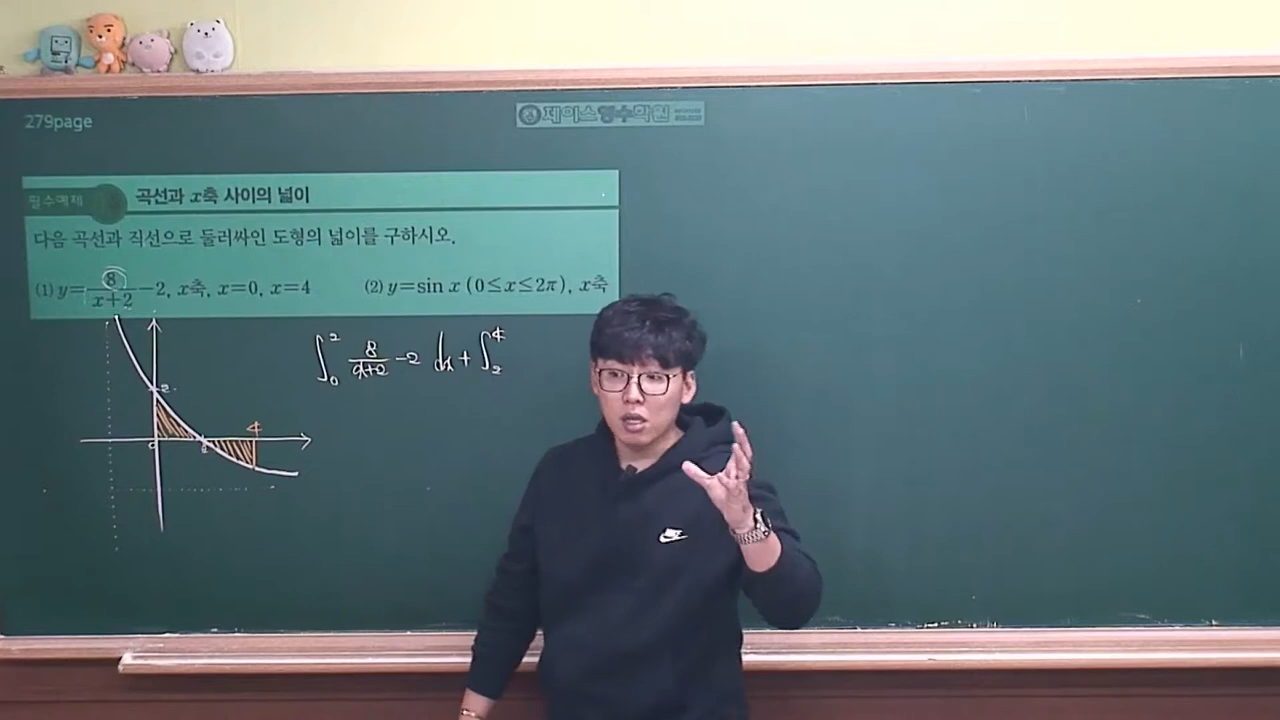 279page
제이스영수학원
필수예제
곡선과 x축 사이의 넓이
다음 곡선과 직선으로 둘러싸인 도형의 넓이를 구하시오.
(1) y=8/(x+2)-2, x축, x=0, x=4
(2) y=sin x (0≤x≤2π), x축
∫₀² 8/(x+2) -2 dx + ∫₂⁴
2
0
2
4